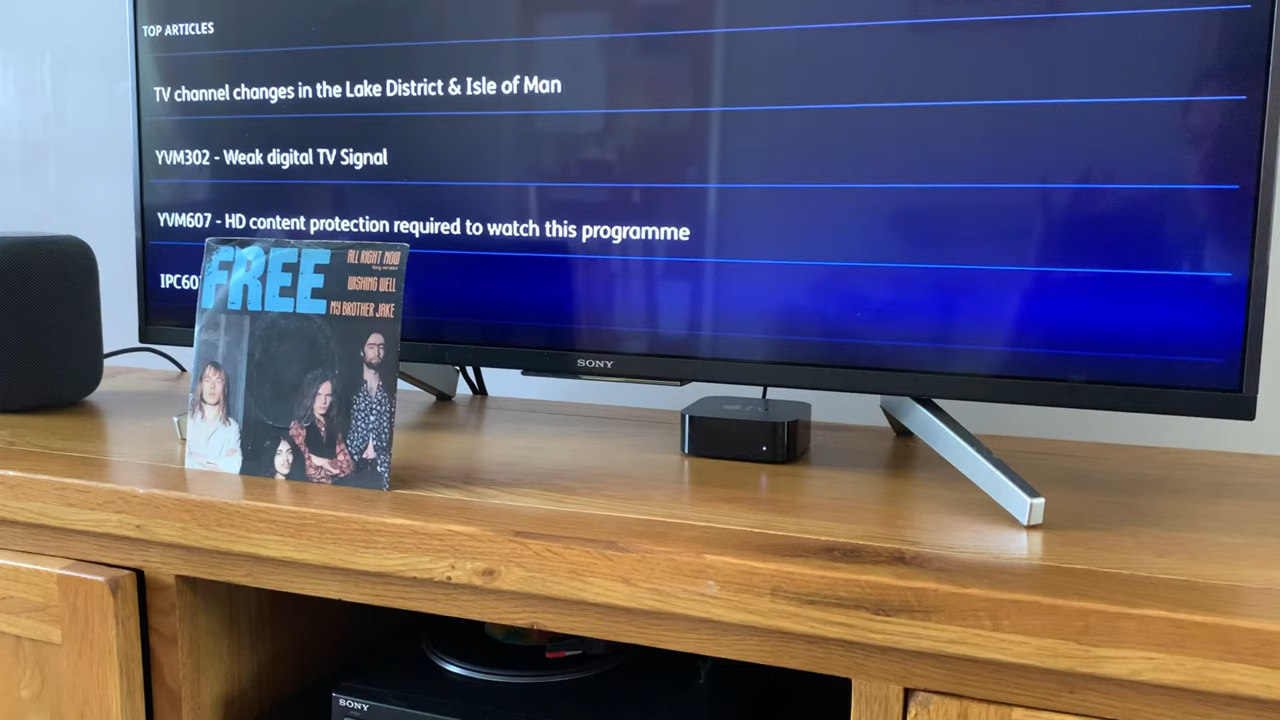 TOP ARTICLES
TV channel changes in the Lake District & Isle of Man
YVM302 - Weak digital TV Signal
YVM607 - HD content protection required to watch this programme
IPC60
FREE
ALL RIGHT NOW
long version
WISHING WELL
MY BROTHER JAKE
SONY
SONY